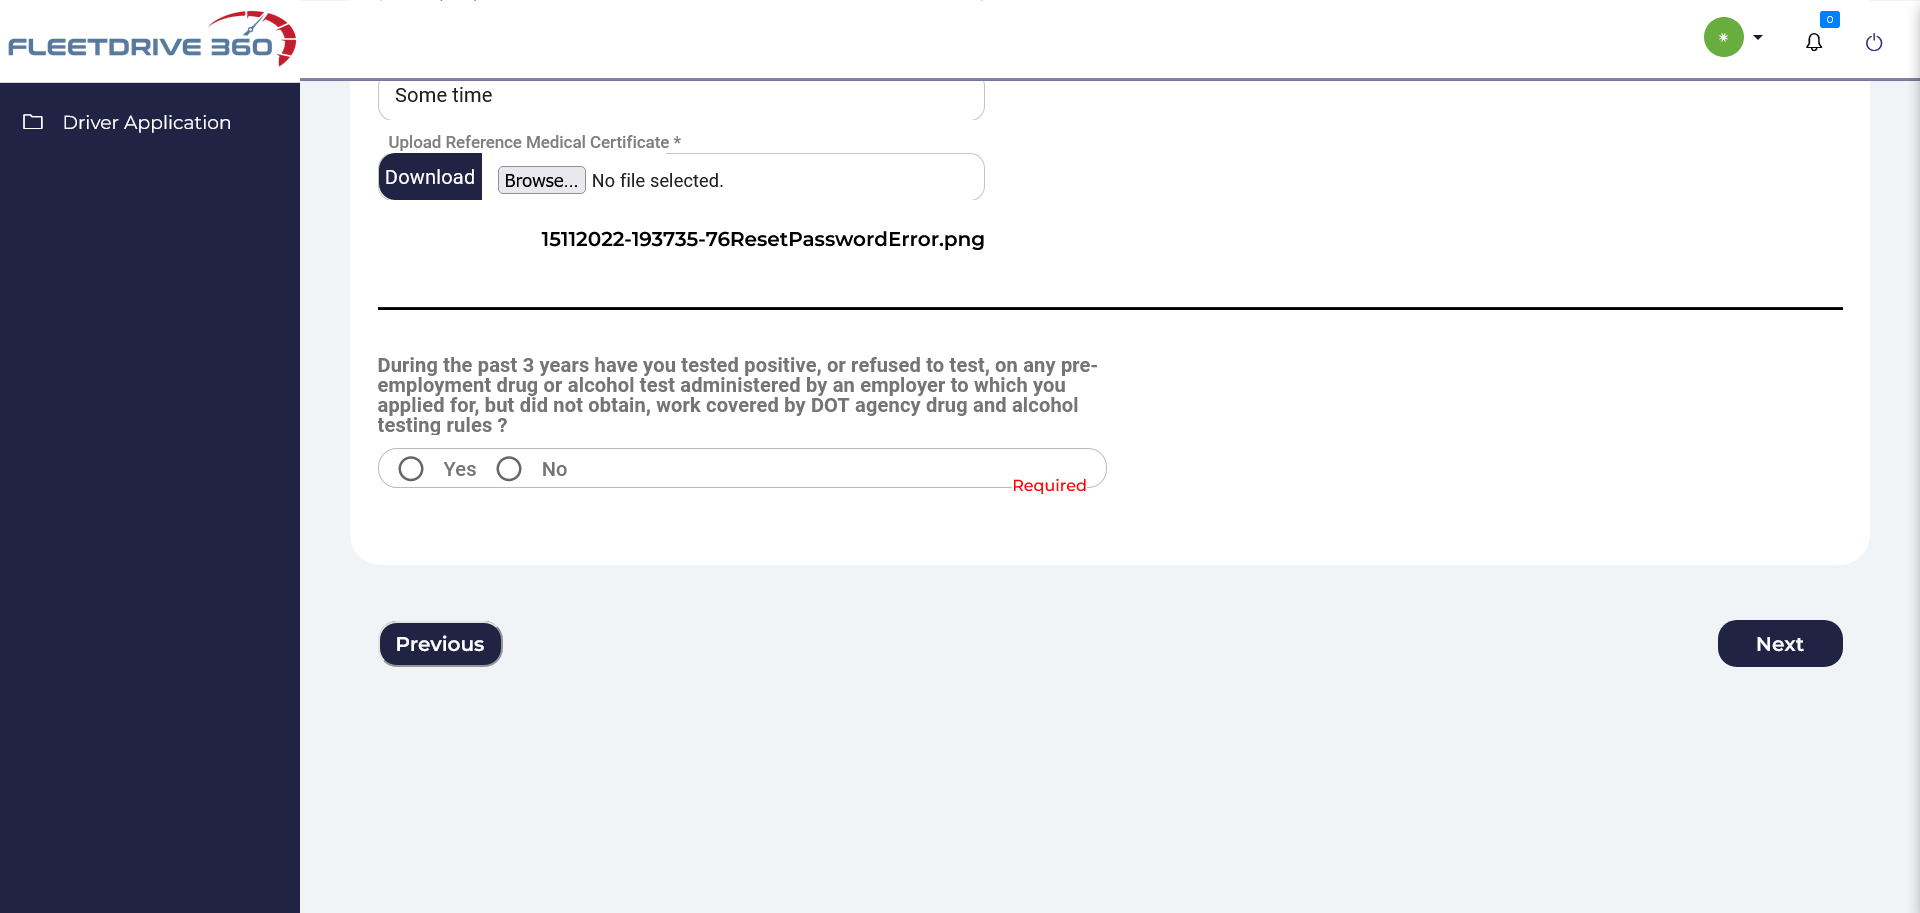 FLEETDRIVE 360
0
Driver Application
Some time
Upload Reference Medical Certificate *
Download Browse... No file selected.
15112022-193735-76ResetPasswordError.png
During the past 3 years have you tested positive, or refused to test, on any pre-
employment drug or alcohol test administered by an employer to which you
applied for, but did not obtain, work covered by DOT agency drug and alcohol
testing rules ?
Yes No
Required
Previous Next